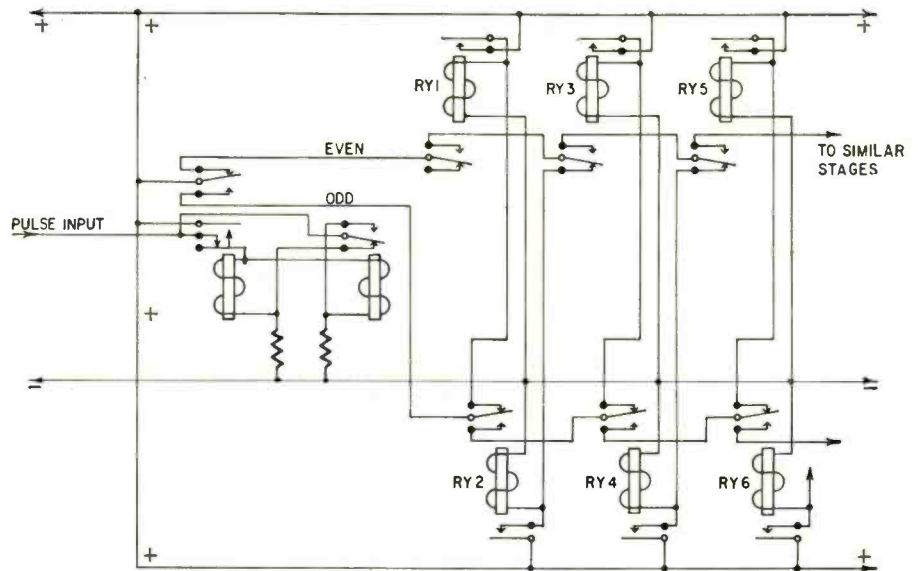 + + +
RY1 RY3 RY5
EVEN
TO SIMILAR
STAGES
ODD
PULSE INPUT
+
− −
RY2 RY4 RY6
+ +